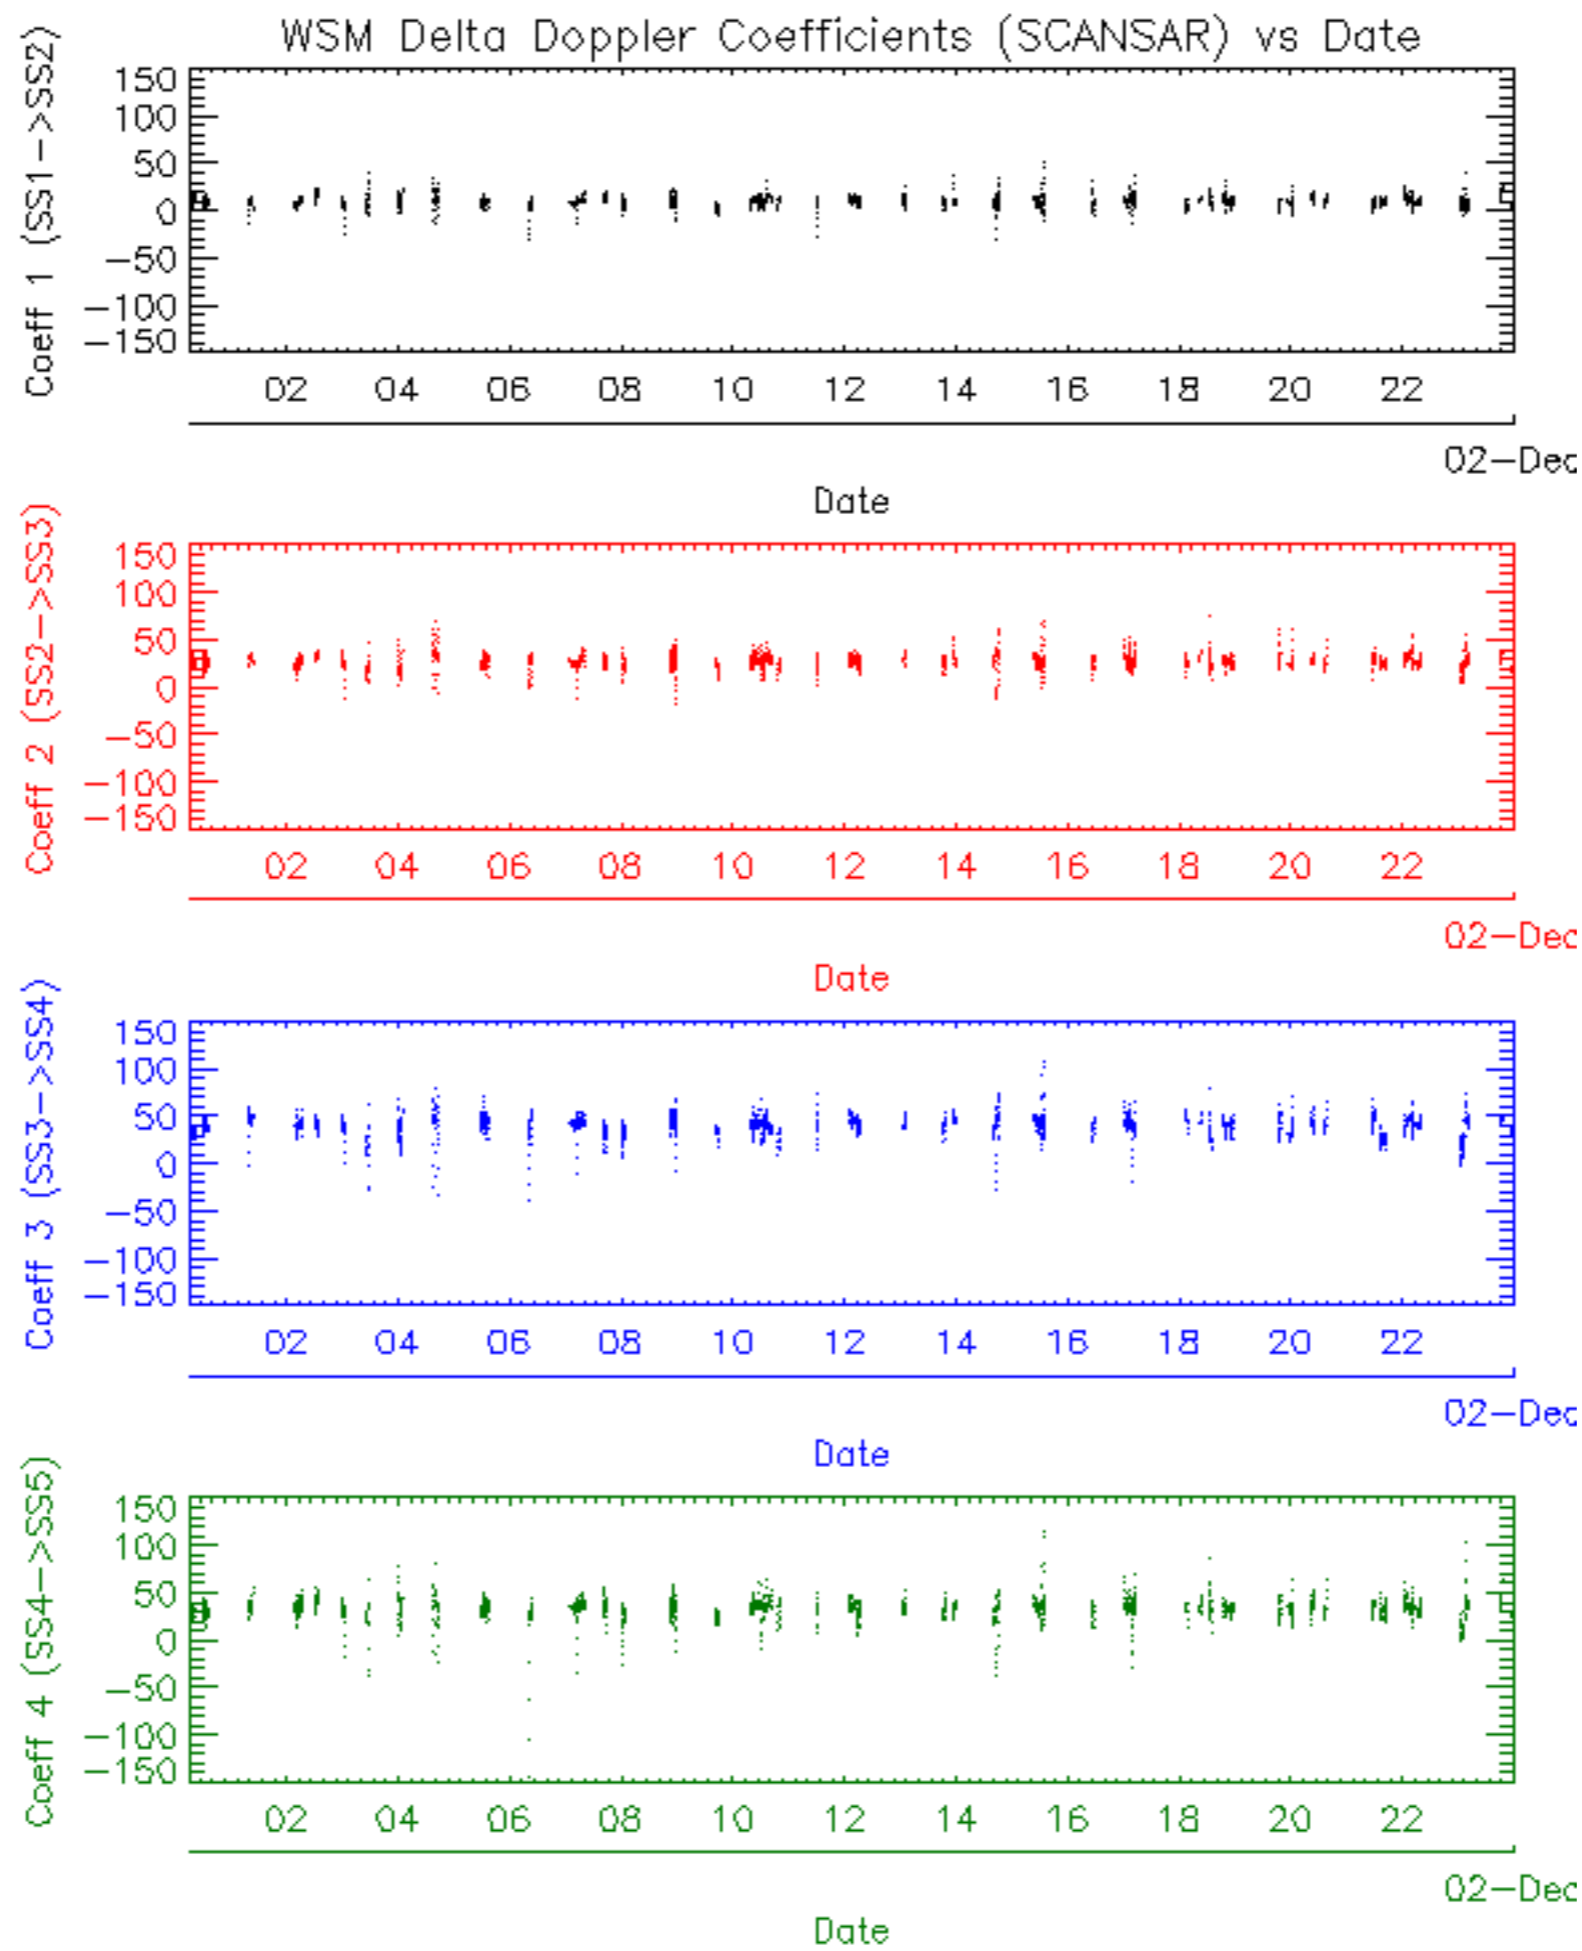 WSM Delta Doppler Coefficients (SCANSAR) vs Date
Coeff 1 (SS1->SS2)
150
100
50
0
-50
-100
-150
02 04 06 08 10 12 14 16 18 20 22
02-Dec
Date
Coeff 2 (SS2->SS3)
150
100
50
0
-50
-100
-150
02 04 06 08 10 12 14 16 18 20 22
02-Dec
Date
Coeff 3 (SS3->SS4)
150
100
50
0
-50
-100
-150
02 04 06 08 10 12 14 16 18 20 22
02-Dec
Date
Coeff 4 (SS4->SS5)
150
100
50
0
-50
-100
-150
02 04 06 08 10 12 14 16 18 20 22
02-Dec
Date